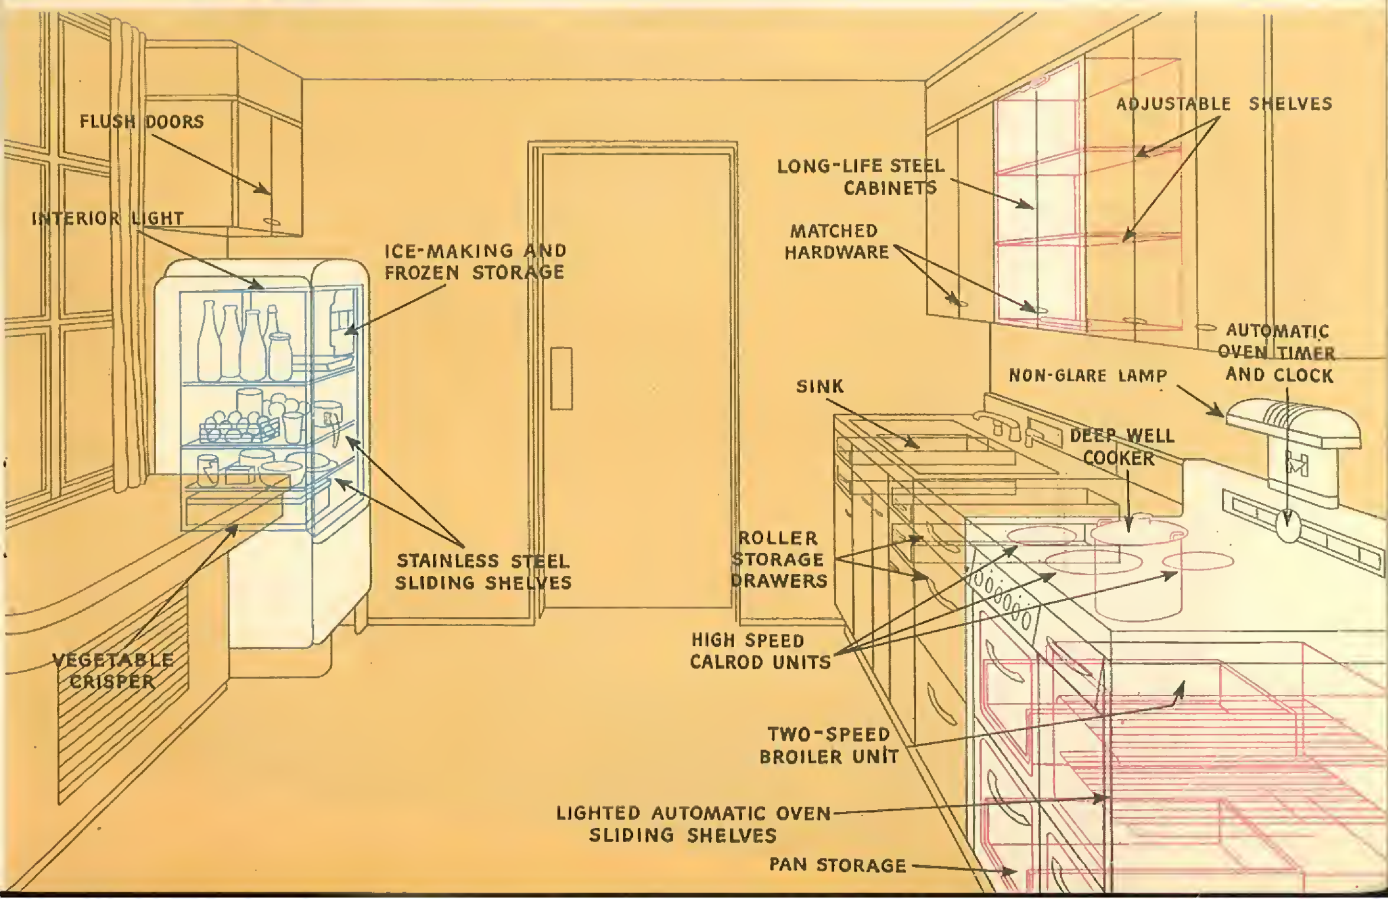 FLUSH DOORS
INTERIOR LIGHT
ICE-MAKING AND
FROZEN STORAGE
STAINLESS STEEL
SLIDING SHELVES
VEGETABLE
CRISPER
ADJUSTABLE SHELVES
LONG-LIFE STEEL
CABINETS
MATCHED
HARDWARE
AUTOMATIC
OVEN TIMER
AND CLOCK
NON-GLARE LAMP
SINK
DEEP WELL
COOKER
ROLLER
STORAGE
DRAWERS
HIGH SPEED
CALROD UNITS
TWO-SPEED
BROILER UNIT
LIGHTED AUTOMATIC OVEN
SLIDING SHELVES
PAN STORAGE